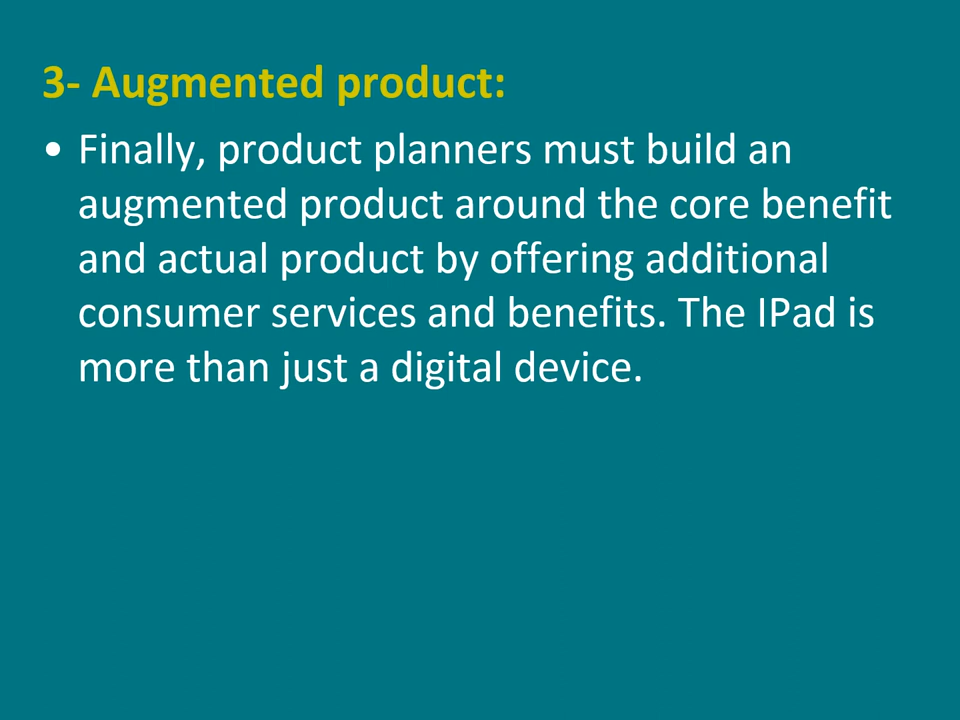 3- Augmented product:
• Finally, product planners must build an
augmented product around the core benefit
and actual product by offering additional
consumer services and benefits. The IPad is
more than just a digital device.